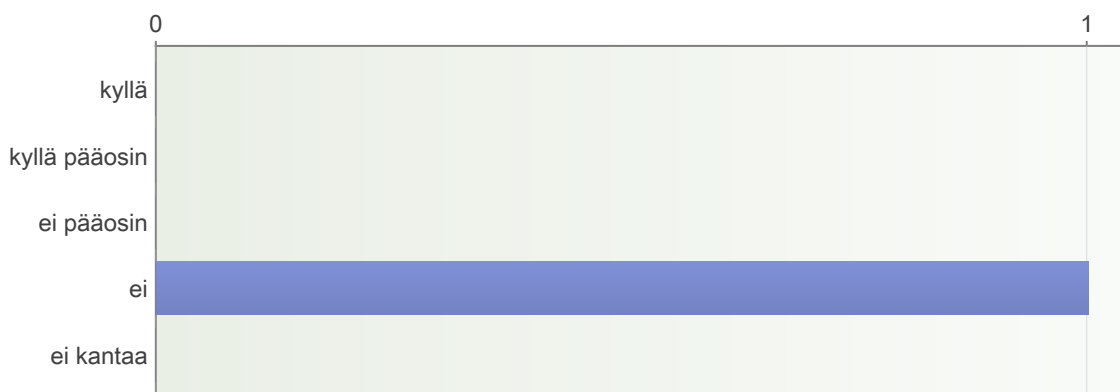 0 1
kyllä
kyllä pääosin
ei pääosin
ei
ei kantaa